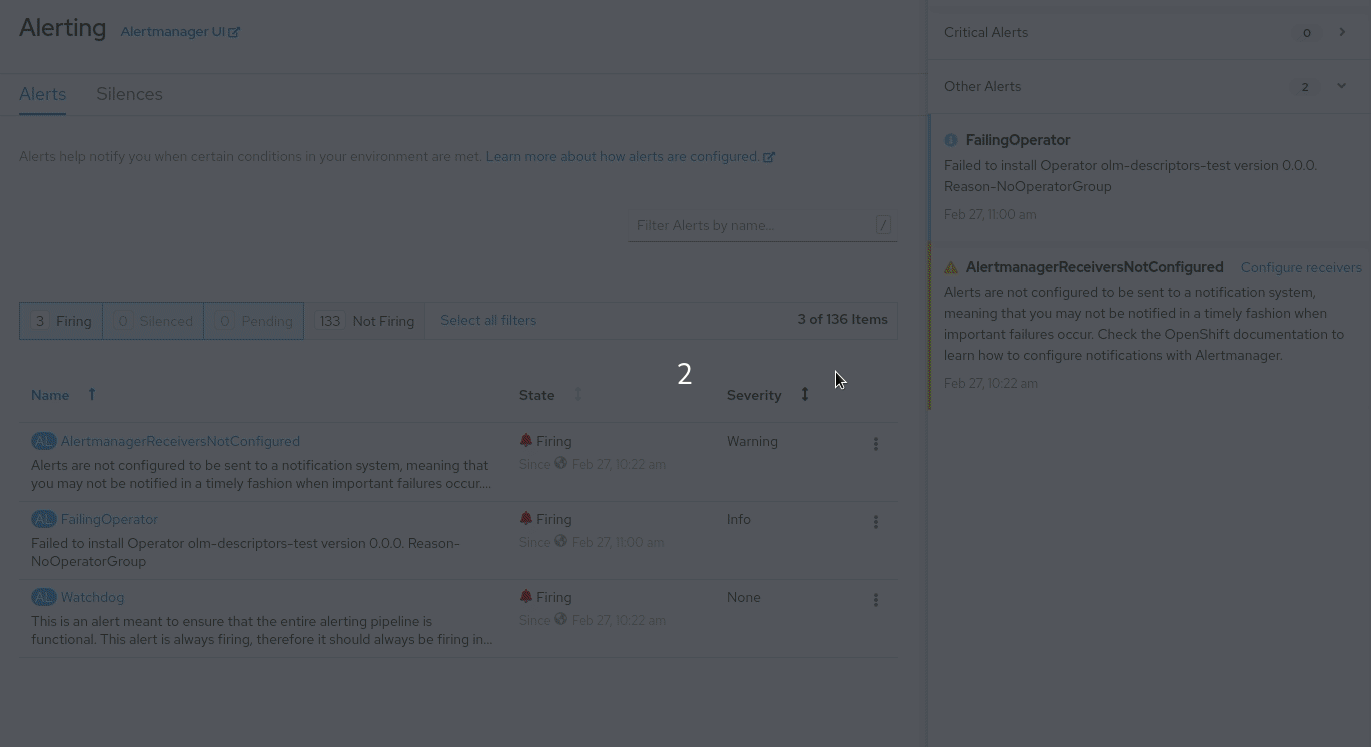 Alerting
Alertmanager UI
Alerts Silences
Alerts help notify you when certain conditions in your environment are met. Learn more about how alerts are configured.
Filter Alerts by name... /
3 Firing 0 Silenced 0 Pending 133 Not Firing Select all filters 3 of 136 Items
2
Name State Severity
AL AlertmanagerReceiversNotConfigured Firing Warning
Since Feb 27, 10:22 am
Alerts are not configured to be sent to a notification system, meaning that
you may not be notified in a timely fashion when important failures occur....
AL FailingOperator Firing Info
Since Feb 27, 11:00 am
Failed to install Operator olm-descriptors-test version 0.0.0. Reason-
NoOperatorGroup
AL Watchdog Firing None
Since Feb 27, 10:22 am
This is an alert meant to ensure that the entire alerting pipeline is
functional. This alert is always firing, therefore it should always be firing in...
Critical Alerts 0
Other Alerts 2
FailingOperator
Failed to install Operator olm-descriptors-test version 0.0.0.
Reason-NoOperatorGroup
Feb 27, 11:00 am
AlertmanagerReceiversNotConfigured Configure receivers
Alerts are not configured to be sent to a notification system,
meaning that you may not be notified in a timely fashion when
important failures occur. Check the OpenShift documentation to
learn how to configure notifications with Alertmanager.
Feb 27, 10:22 am